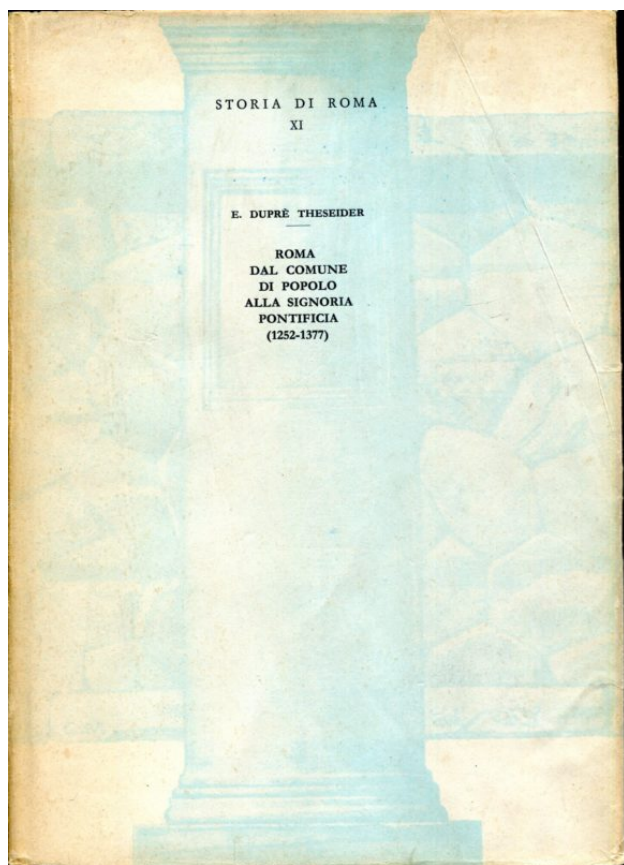 STORIA DI ROMA
XI
E. DUPRÈ THESEIDER
ROMA
DAL COMUNE
DI POPOLO
ALLA SIGNORIA
PONTIFICIA
(1252-1377)